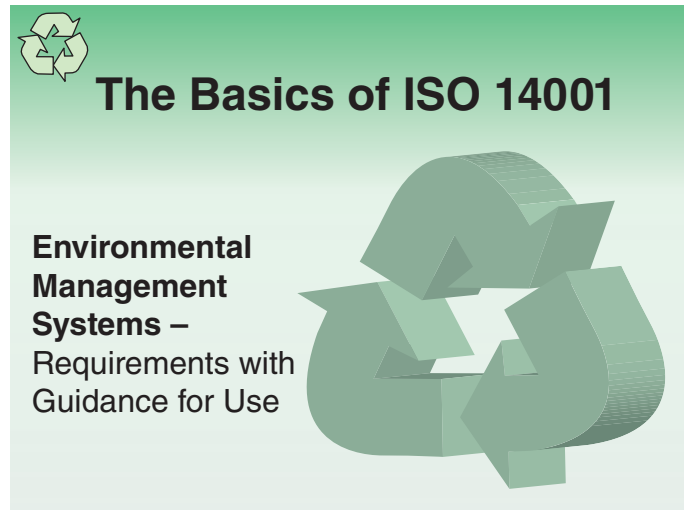 The Basics of ISO 14001
Environmental
Management
Systems –
Requirements with
Guidance for Use